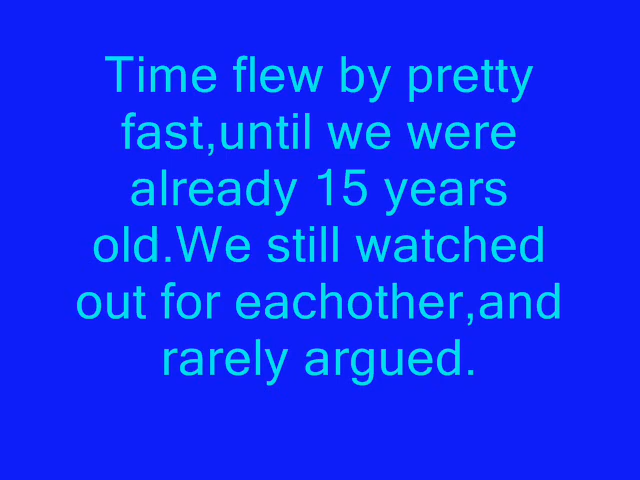 Time flew by pretty
fast,until we were
already 15 years
old.We still watched
out for eachother,and
rarely argued.